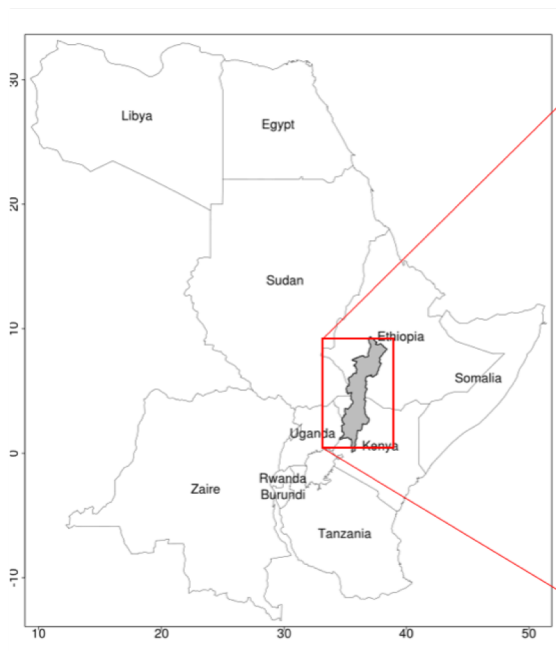 30
Libya
Egypt
20
Sudan
10
Ethiopia
Somalia
Uganda
Kenya
0
Rwanda
Zaire
Burundi
Tanzania
-10
10 20 30 40 50